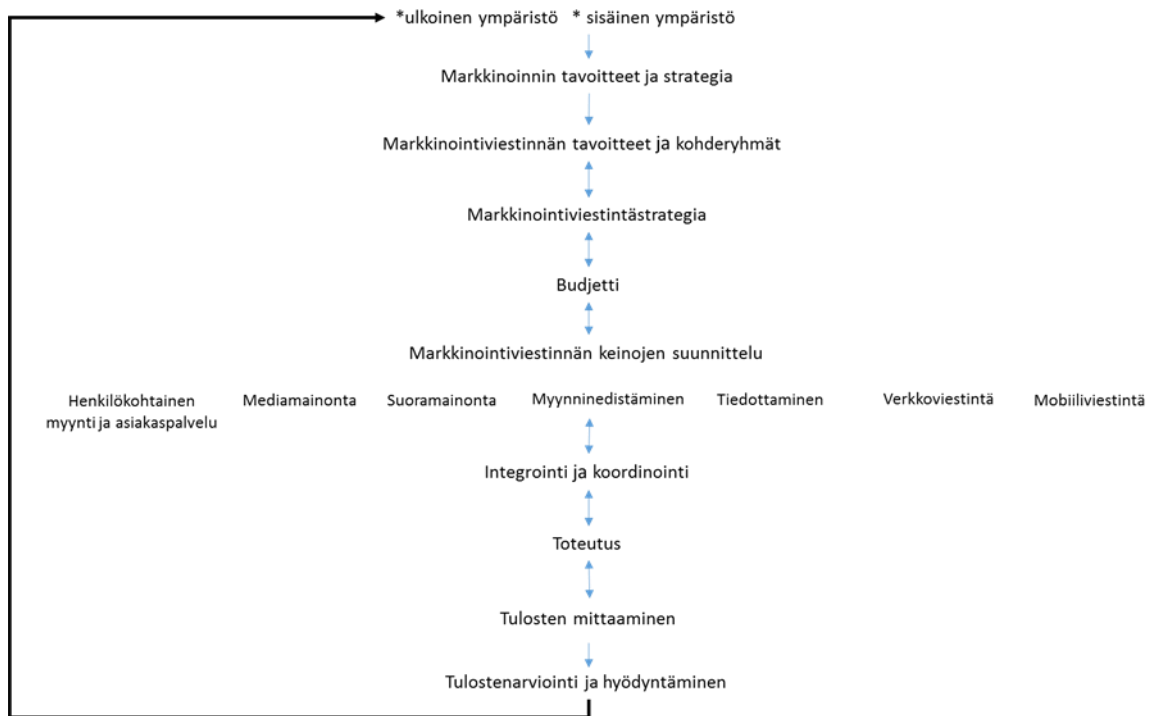 *ulkoinen ympäristö * sisäinen ympäristö
Markkinoinnin tavoitteet ja strategia
Markkinointiviestinnän tavoitteet ja kohderyhmät
Markkinointiviestintästrategia
Budjetti
Markkinointiviestinnän keinojen suunnittelu
Henkilökohtainen
myynti ja asiakaspalvelu
Mediamainonta
Suoramainonta
Myynninedistäminen
Tiedottaminen
Verkkoviestintä
Mobiiliviestintä
Integrointi ja koordinointi
Toteutus
Tulosten mittaaminen
Tulostenarviointi ja hyödyntäminen